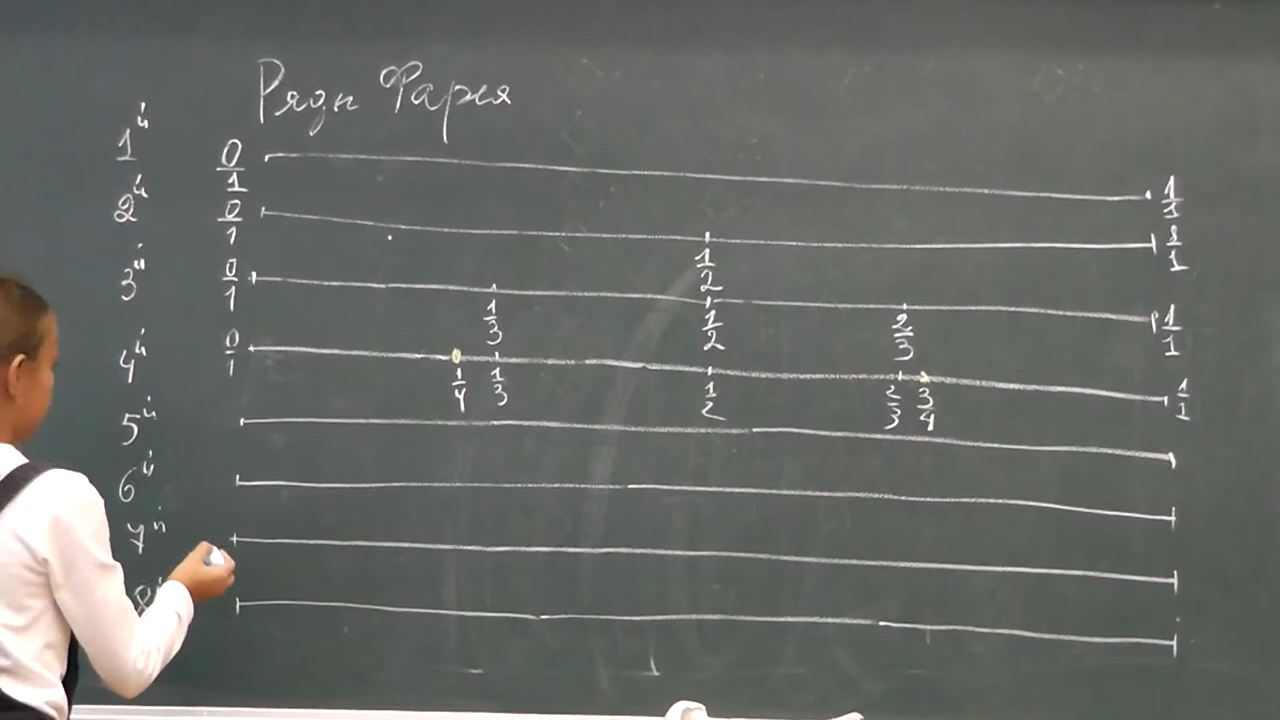 Ряды Фарея
1й 0/1 1/1
2й 0/1 1/2 1/1
3й 0/1 1/3 1/2 2/3 1/1
4й 0/1 1/4 1/3 1/2 2/3 3/4 1/1
5й
6й
7й
8й